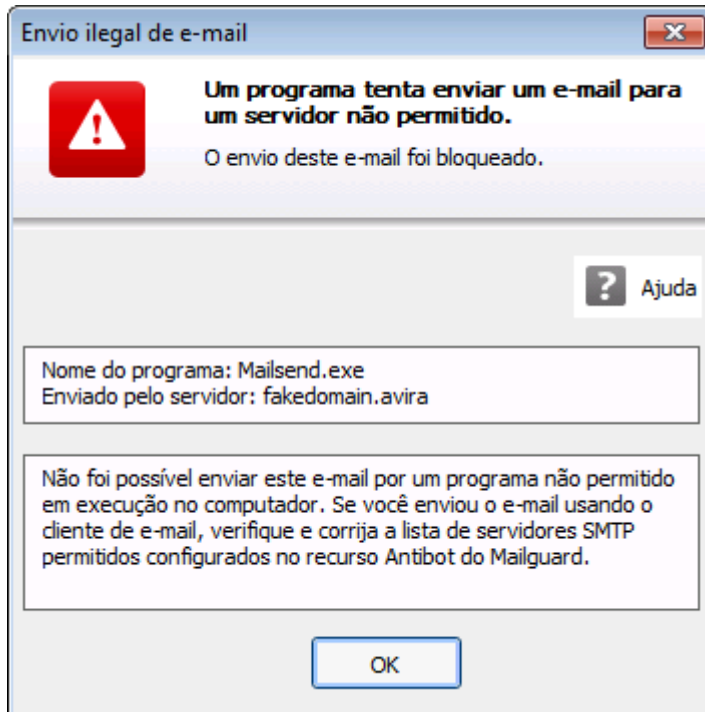 Envio ilegal de e-mail
Um programa tenta enviar um e-mail para
um servidor não permitido.
O envio deste e-mail foi bloqueado.
? Ajuda
Nome do programa: Mailsend.exe
Enviado pelo servidor: fakedomain.avira
Não foi possível enviar este e-mail por um programa não permitido
em execução no computador. Se você enviou o e-mail usando o
cliente de e-mail, verifique e corrija a lista de servidores SMTP
permitidos configurados no recurso Antibot do Mailguard.
OK